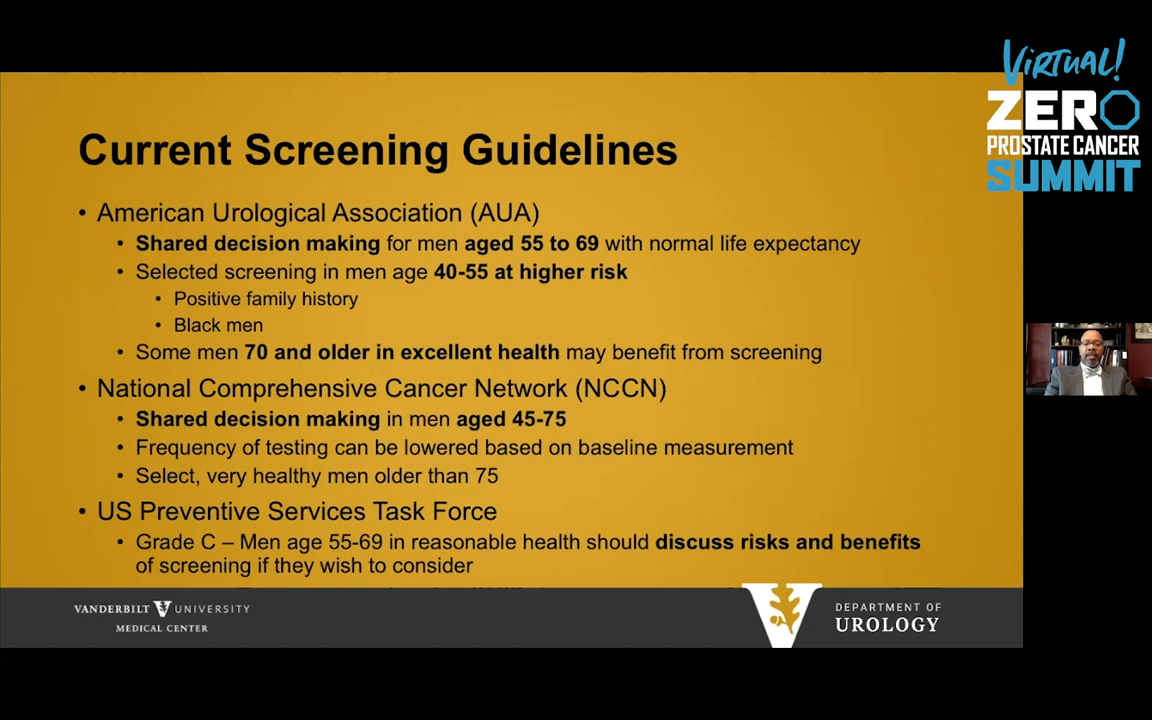 VIRTUAL!
ZERO
PROSTATE CANCER
SUMMIT
Current Screening Guidelines
• American Urological Association (AUA)
• Shared decision making for men aged 55 to 69 with normal life expectancy
• Selected screening in men age 40-55 at higher risk
• Positive family history
• Black men
• Some men 70 and older in excellent health may benefit from screening
• National Comprehensive Cancer Network (NCCN)
• Shared decision making in men aged 45-75
• Frequency of testing can be lowered based on baseline measurement
• Select, very healthy men older than 75
• US Preventive Services Task Force
• Grade C – Men age 55-69 in reasonable health should discuss risks and benefits
of screening if they wish to consider
VANDERBILT V UNIVERSITY
MEDICAL CENTER
V
DEPARTMENT OF
UROLOGY